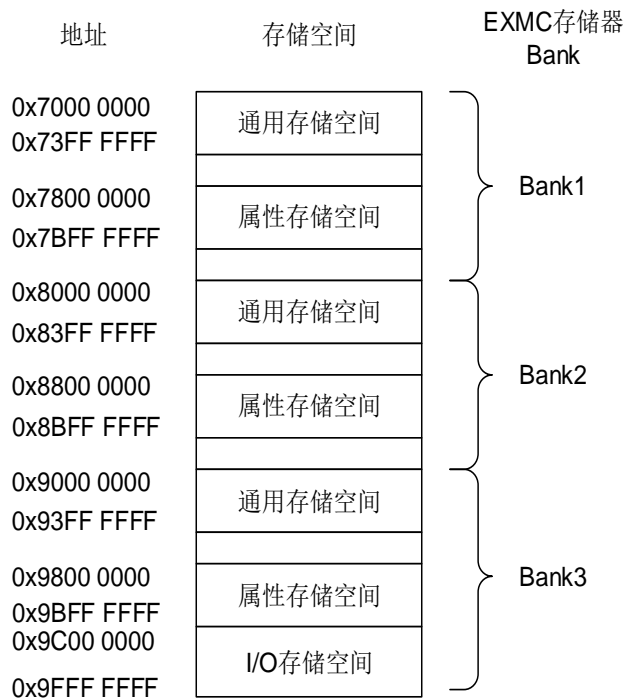 地址 存储空间 EXMC存储器
Bank
0x7000 0000
通用存储空间
0x73FF FFFF
0x7800 0000
属性存储空间
Bank1
0x7BFF FFFF
0x8000 0000
通用存储空间
0x83FF FFFF
0x8800 0000
属性存储空间
Bank2
0x8BFF FFFF
0x9000 0000
通用存储空间
0x93FF FFFF
0x9800 0000
属性存储空间
Bank3
0x9BFF FFFF
0x9C00 0000
I/O存储空间
0x9FFF FFFF